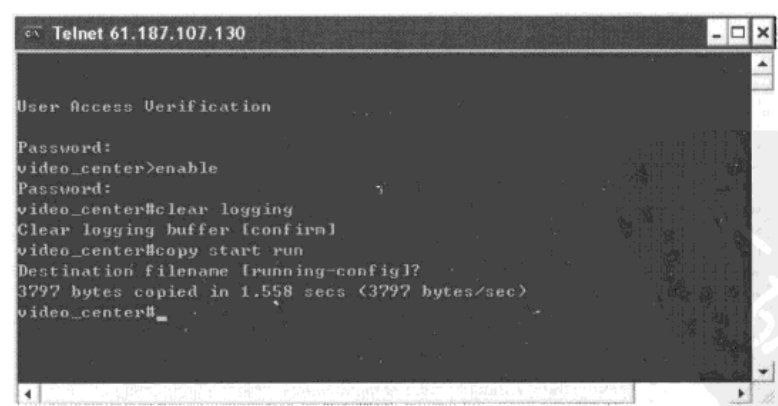 Telnet 61.187.107.130
User Access Verification
Password:
video_center>enable
Password:
video_center#clear logging
Clear logging buffer [confirm]
video_center#copy start run
Destination filename [running-config]?
3797 bytes copied in 1.558 secs (3797 bytes/sec)
video_center#_